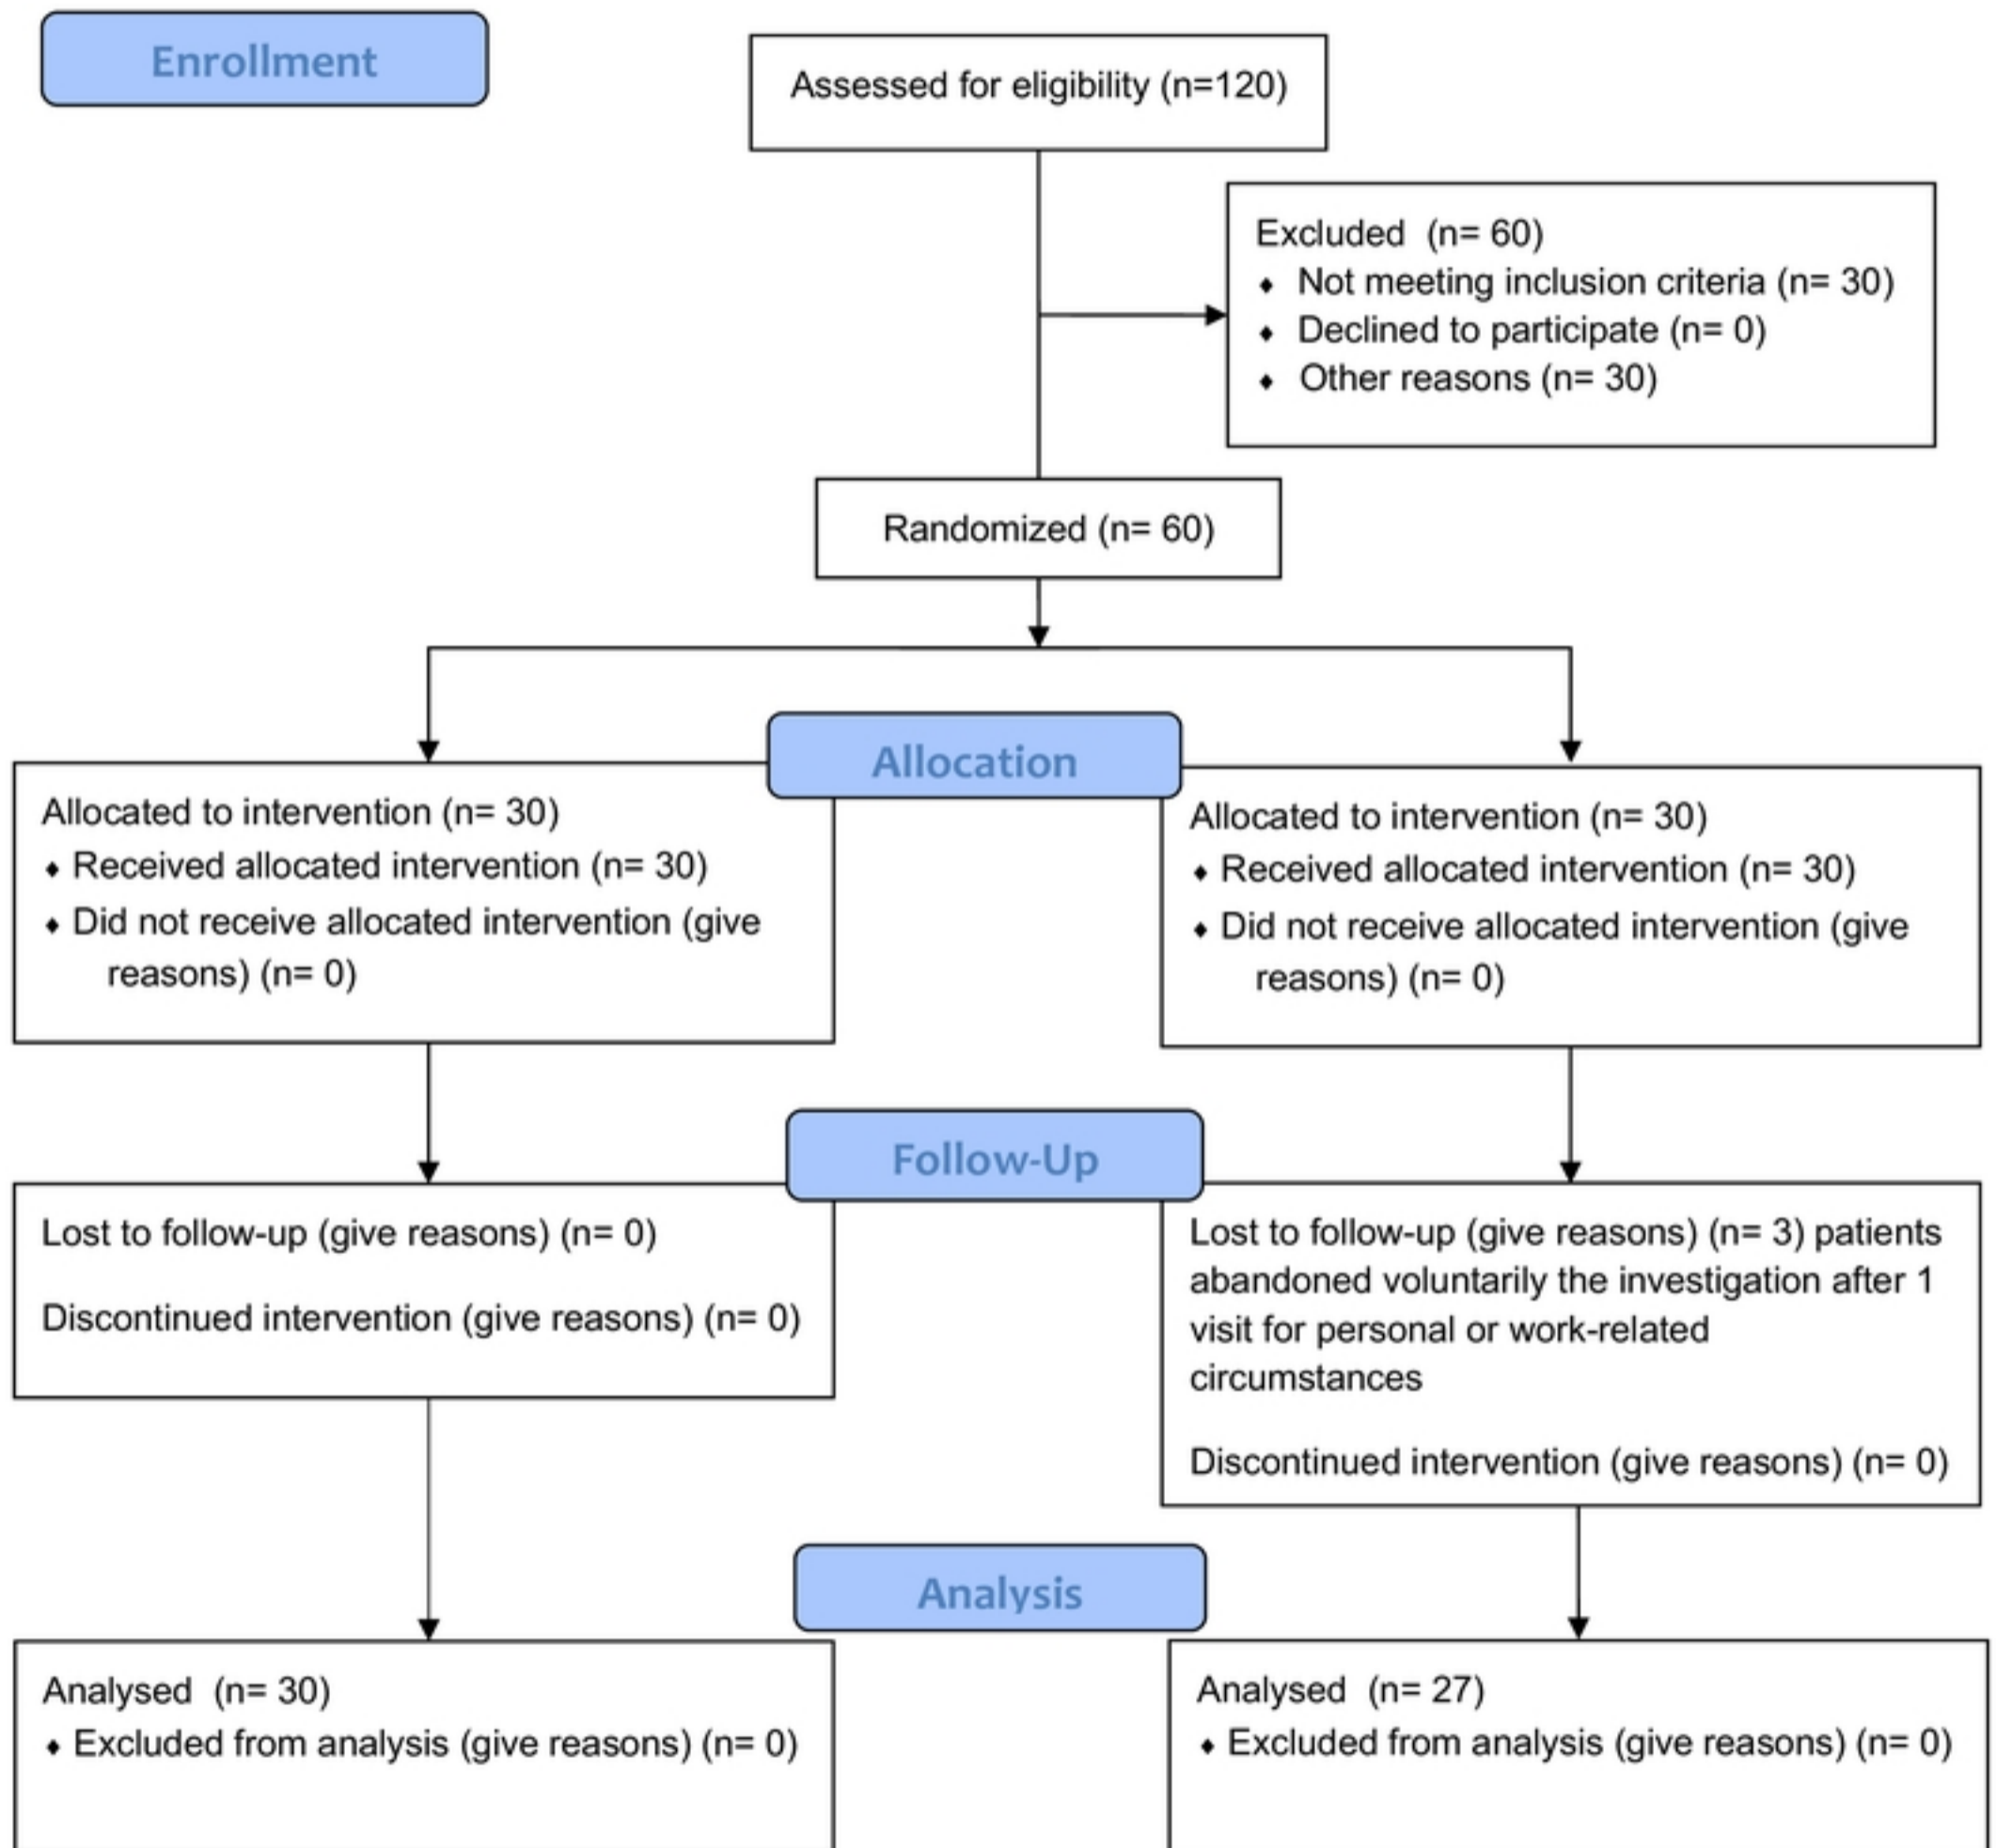 Enrollment
Assessed for eligibility (n=120)
Excluded  (n= 60)
⬧ Not meeting inclusion criteria (n= 30)
⬧ Declined to participate (n= 0)
⬧ Other reasons (n= 30)
Randomized (n= 60)
Allocation
Allocated to intervention (n= 30)
⬧ Received allocated intervention (n= 30)
⬧ Did not receive allocated intervention (give
reasons) (n= 0)
Allocated to intervention (n= 30)
⬧ Received allocated intervention (n= 30)
⬧ Did not receive allocated intervention (give
reasons) (n= 0)
Follow-Up
Lost to follow-up (give reasons) (n= 0)
Discontinued intervention (give reasons) (n= 0)
Lost to follow-up (give reasons) (n= 3) patients
abandoned voluntarily the investigation after 1
visit for personal or work-related
circumstances
Discontinued intervention (give reasons) (n= 0)
Analysis
Analysed  (n= 30)
⬧ Excluded from analysis (give reasons) (n= 0)
Analysed  (n= 27)
⬧ Excluded from analysis (give reasons) (n= 0)